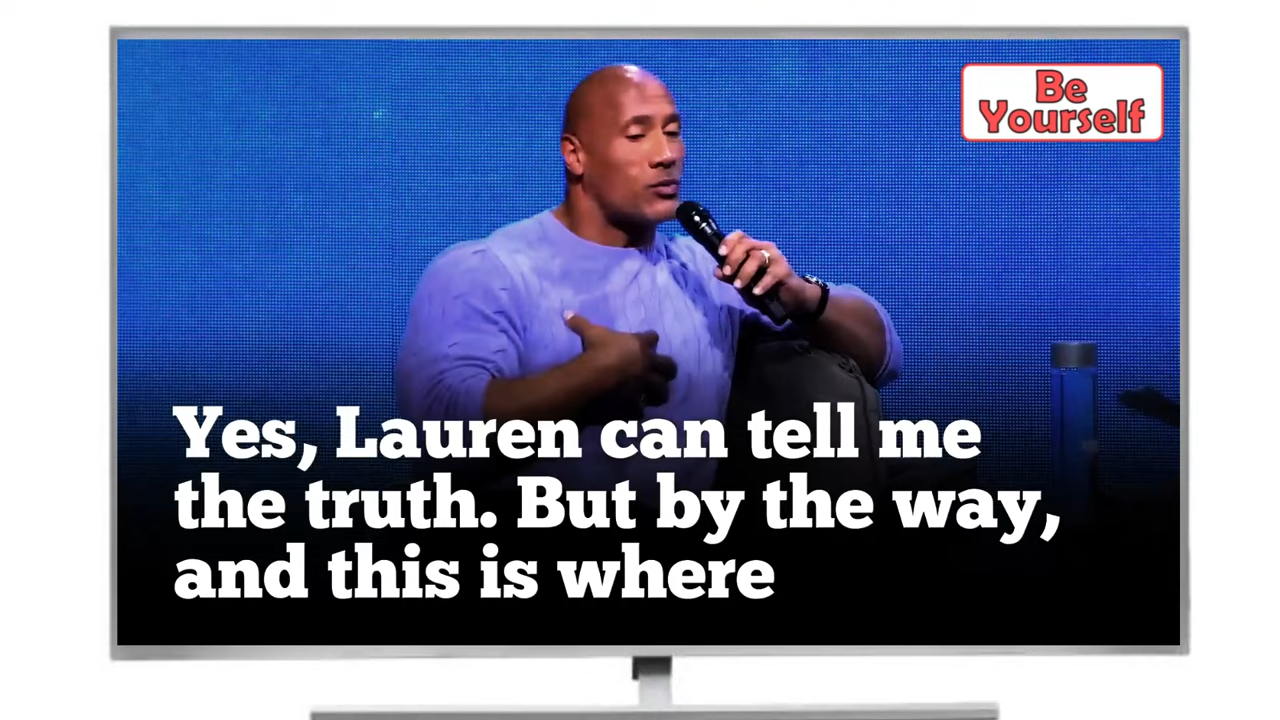 Be
Yourself
Yes, Lauren can tell me
the truth. But by the way,
and this is where